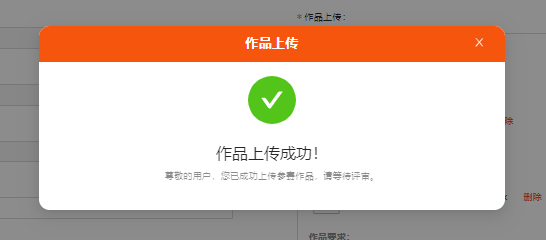 * 作品上传：
作品上传
X
作品上传成功！
尊敬的用户，您已成功上传参赛作品，请等待评审。
删除
作品要求：